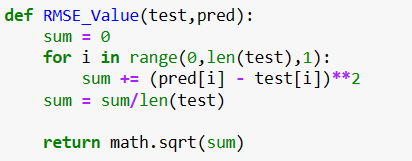 def RMSE_Value(test,pred):
    sum = 0
    for i in range(0,len(test),1):
        sum += (pred[i] - test[i])**2
    sum = sum/len(test)

    return math.sqrt(sum)